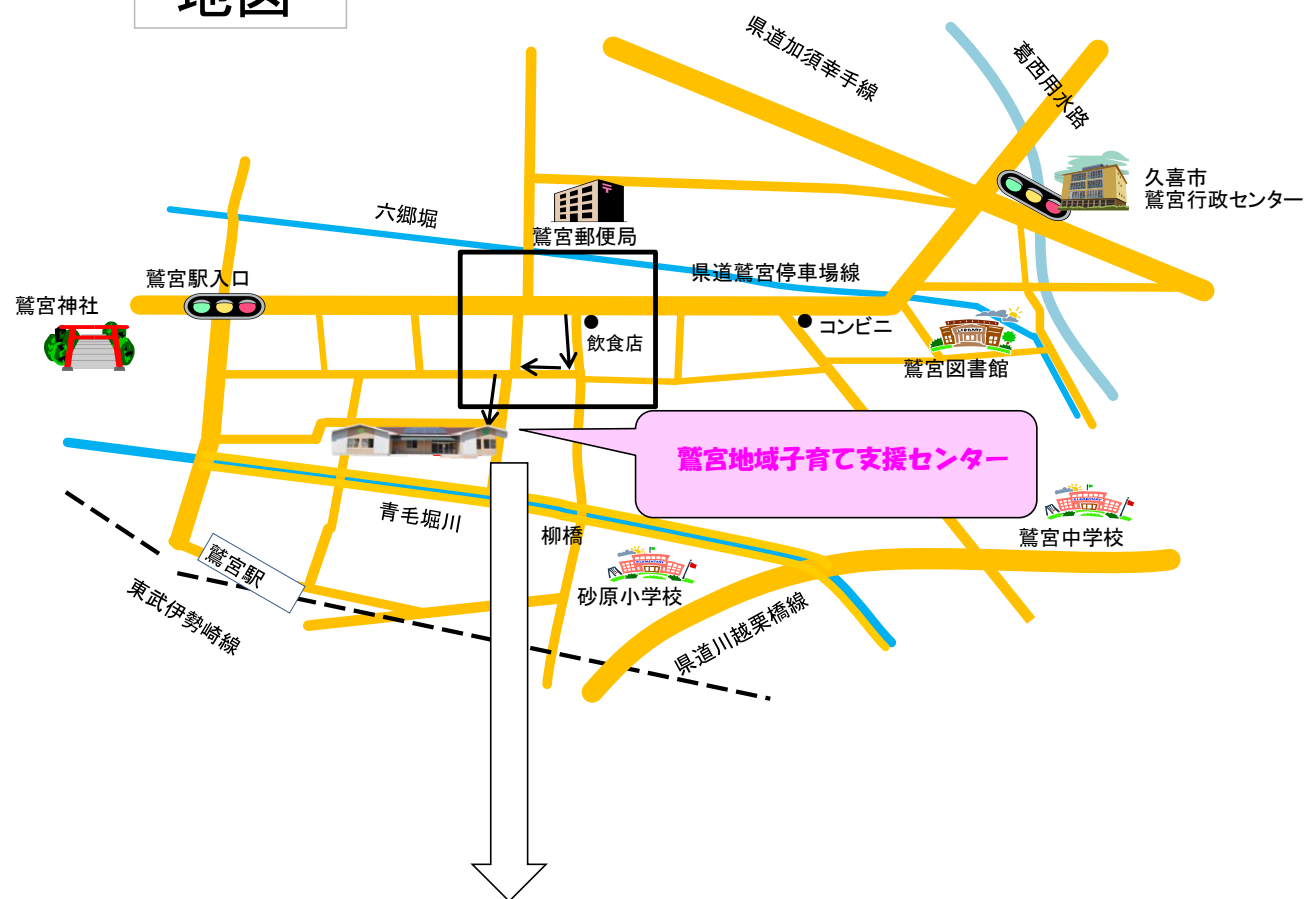 地図
県道加須幸手線
葛西用水路
久喜市
鷲宮行政センター
六郷堀
鷲宮郵便局
県道鷲宮停車場線
鷲宮駅入口
鷲宮神社
コンビニ
飲食店
鷲宮図書館
鷲宮地域子育て支援センター
青毛堀川
柳橋
鷲宮中学校
鷲宮駅
砂原小学校
東武伊勢崎線
県道川越栗橋線